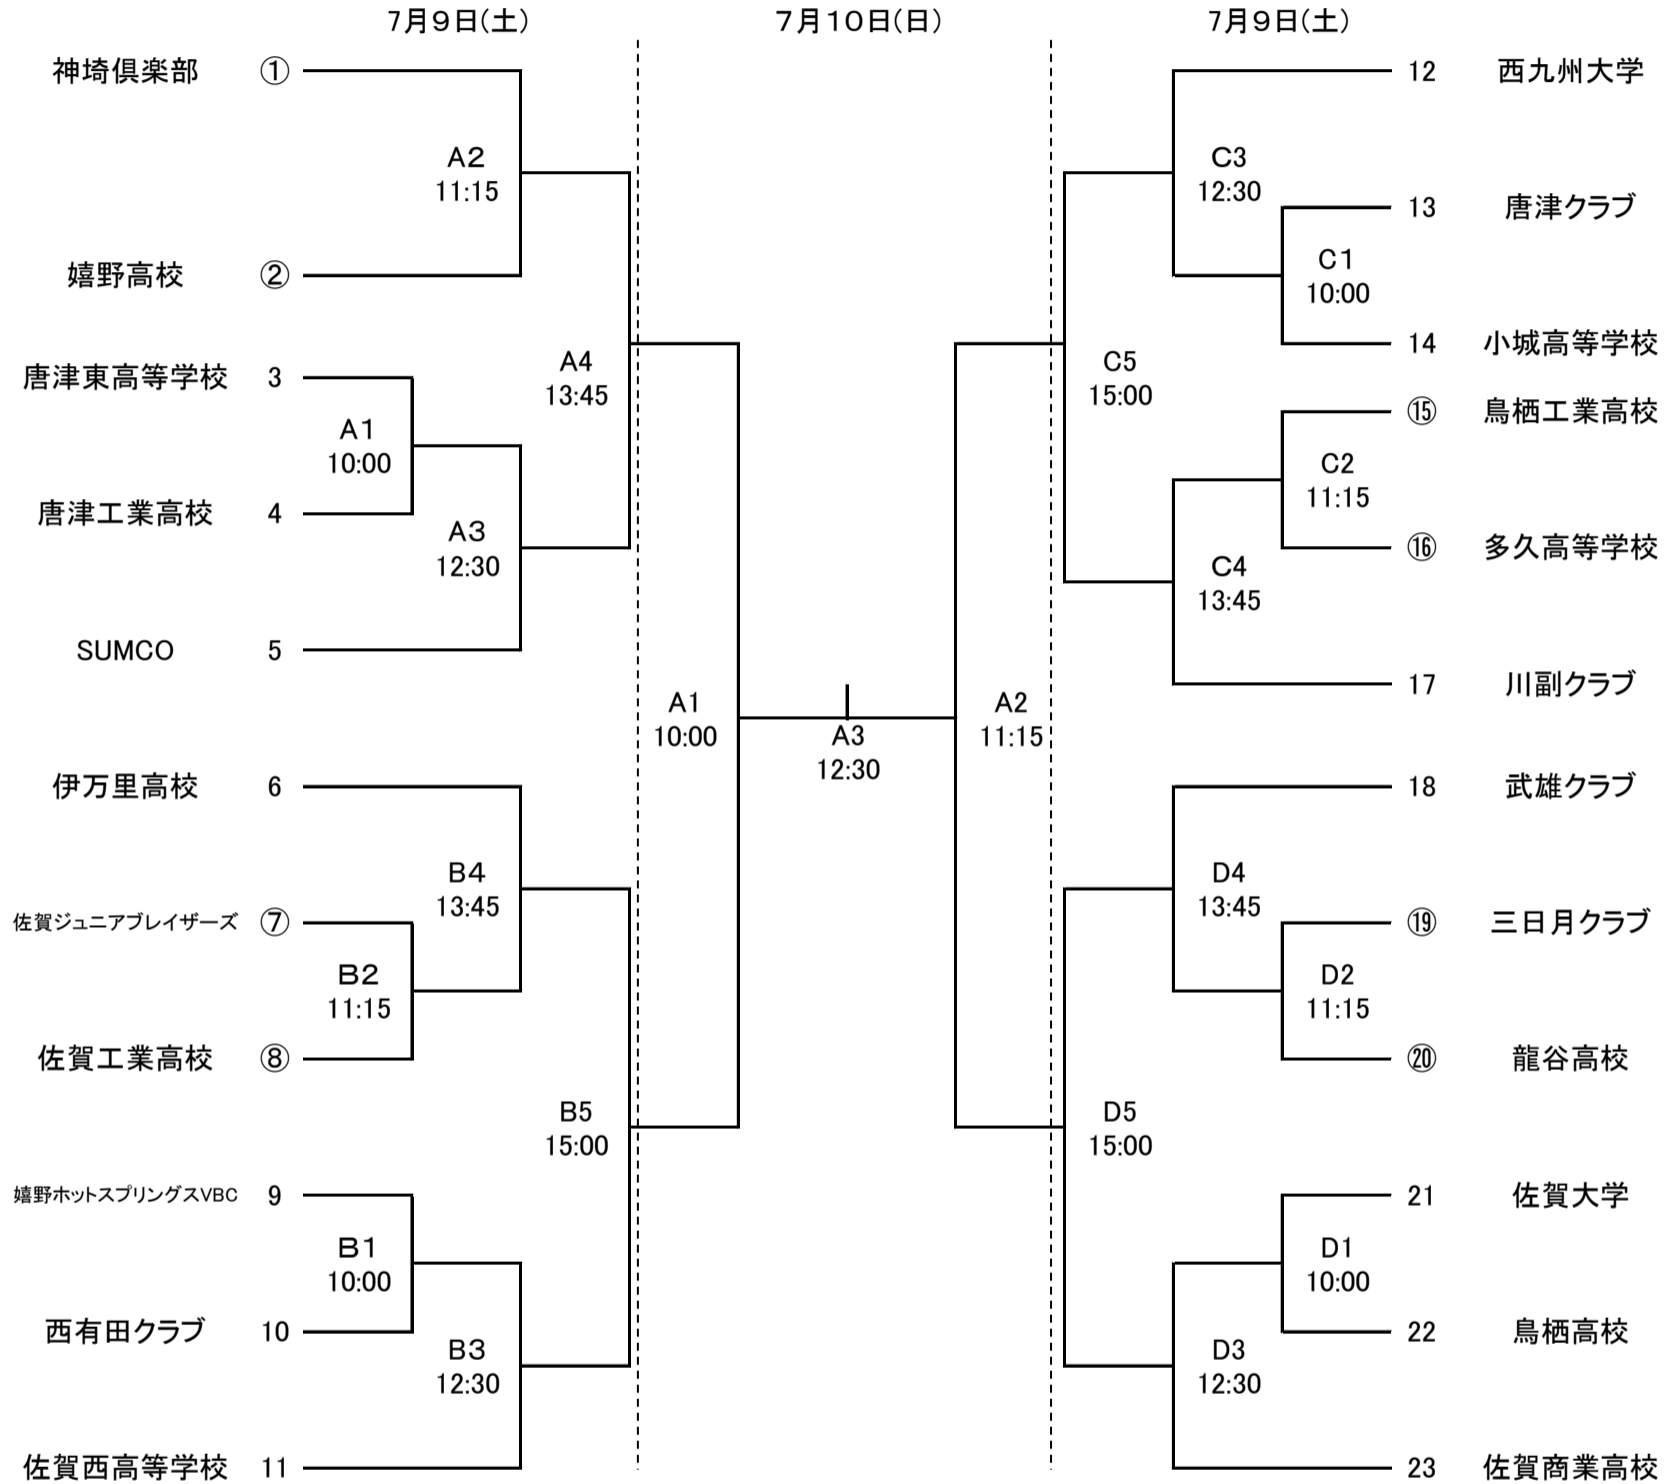 7月９日(土)
７月１０日(日)
7月９日(土)
神埼倶楽部 ①
A２
11:15
嬉野高校 ②
唐津東高等学校 3
A１
10:00
唐津工業高校 4
A３
12:30
A4
13:45
SUMCO 5
伊万里高校 6
B４
13:45
佐賀ジュニアブレイザーズ ⑦
B２
11:15
佐賀工業高校 ⑧
B5
15:00
嬉野ホットスプリングスVBC 9
B１
10:00
西有田クラブ 10
B３
12:30
佐賀西高等学校 11
A1
10:00
A3
12:30
A2
11:15
12 西九州大学
C３
12:30
13 唐津クラブ
C１
10:00
14 小城高等学校
C5
15:00
⑮ 鳥栖工業高校
C2
11:15
⑯ 多久高等学校
C４
13:45
17 川副クラブ
18 武雄クラブ
D4
13:45
⑲ 三日月クラブ
D2
11:15
⑳ 龍谷高校
D5
15:00
21 佐賀大学
D1
10:00
22 鳥栖高校
D3
12:30
23 佐賀商業高校